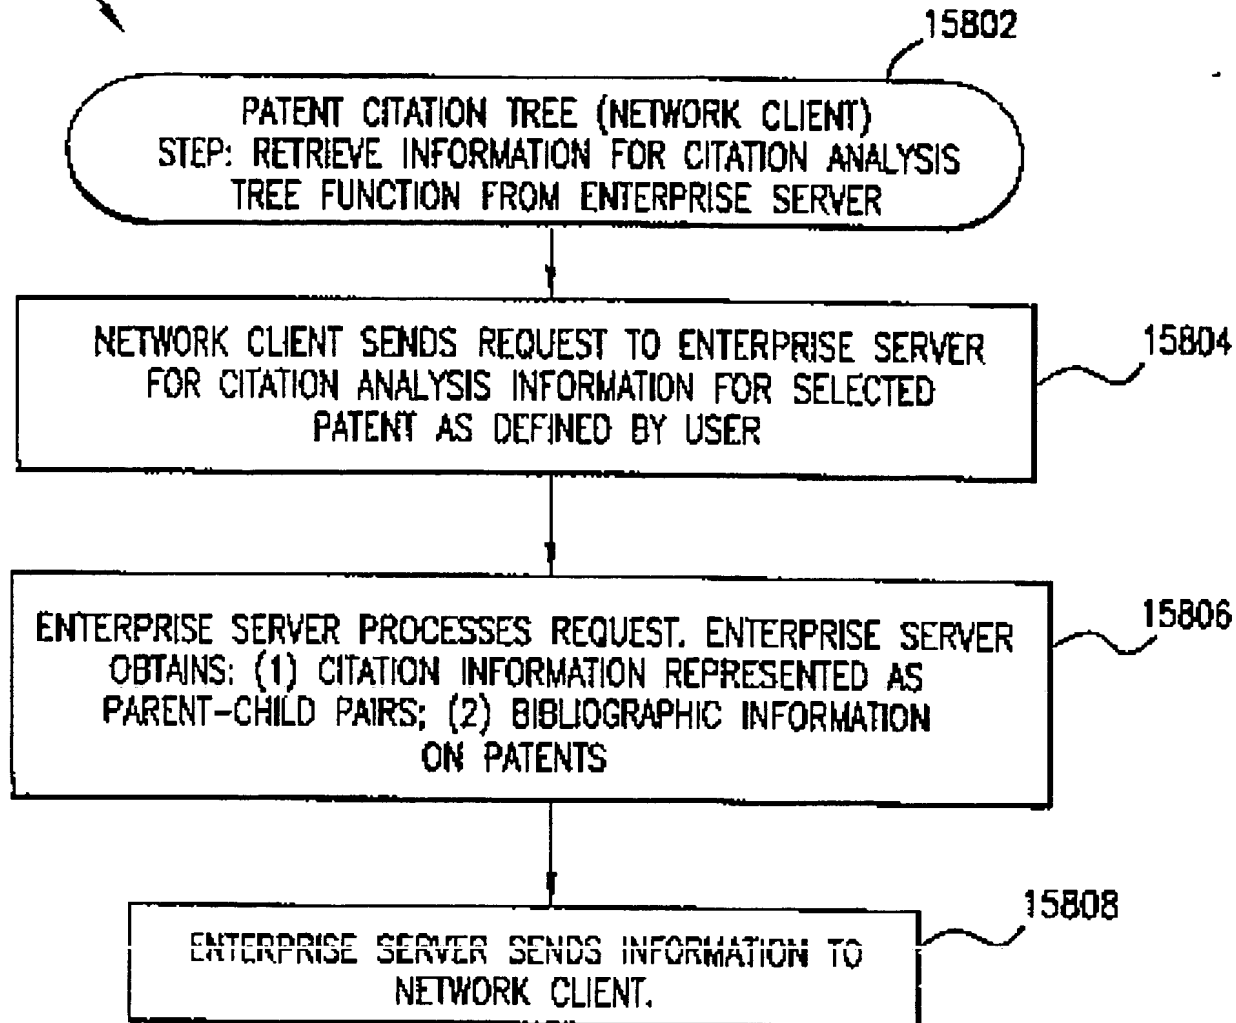 15802
PATENT CITATION TREE (NETWORK CLIENT)
STEP: RETRIEVE INFORMATION FOR CITATION ANALYSIS
TREE FUNCTION FROM ENTERPRISE SERVER
NETWORK CLIENT SENDS REQUEST TO ENTERPRISE SERVER
FOR CITATION ANALYSIS INFORMATION FOR SELECTED
PATENT AS DEFINED BY USER
15804
ENTERPRISE SERVER PROCESSES REQUEST. ENTERPRISE SERVER
OBTAINS: (1) CITATION INFORMATION REPRESENTED AS
PARENT-CHILD PAIRS; (2) BIBLIOGRAPHIC INFORMATION
ON PATENTS
15806
ENTERPRISE SERVER SENDS INFORMATION TO
NETWORK CLIENT.
15808